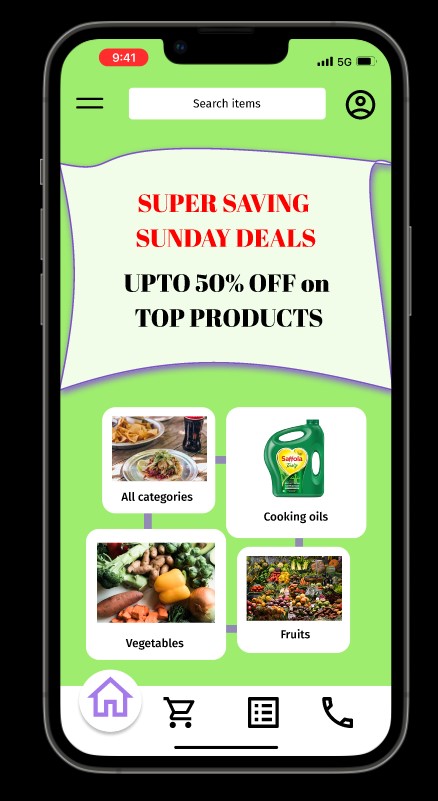 9:41
5G
Search items
SUPER SAVING
SUNDAY DEALS
UPTO 50% OFF on
TOP PRODUCTS
All categories
Saffola
Cooking oils
Vegetables
Fruits